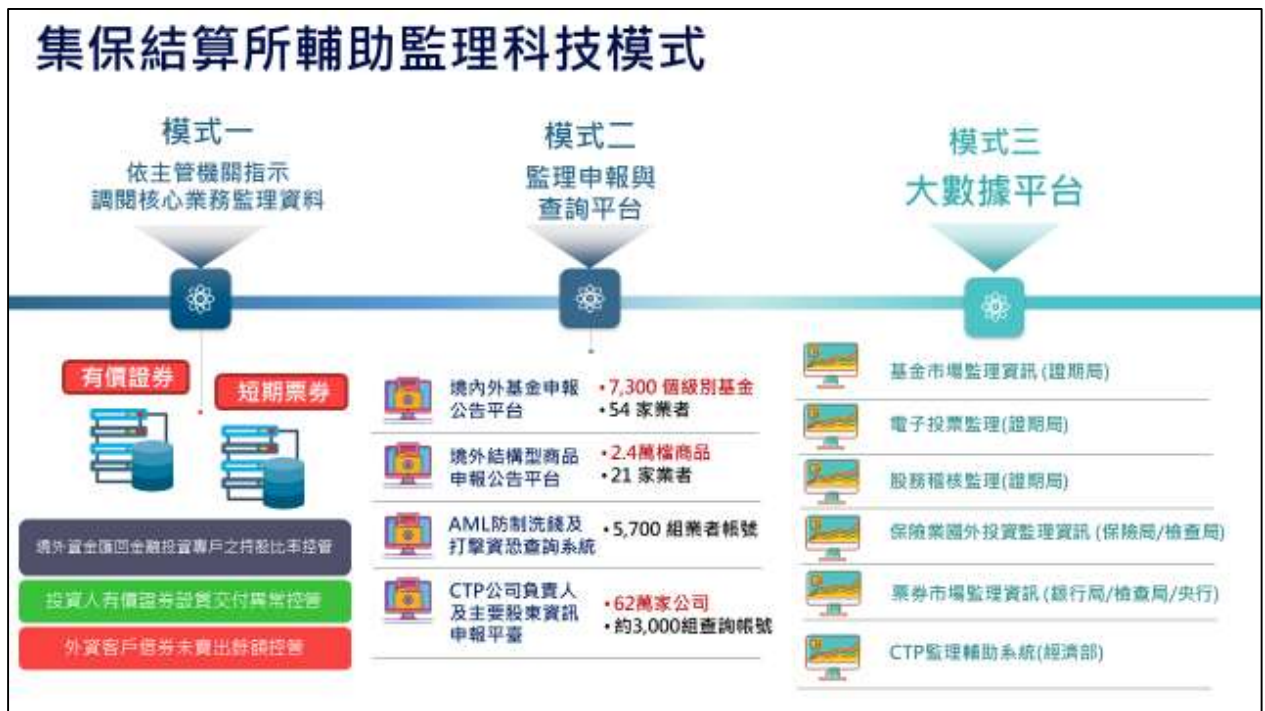 集保結算所輔助監理科技模式
模式一
依主管機關指示
調閱核心業務監理資料
有價證券
短期票券
境外資金匯回金融投資專戶之持股比率控管
投資人有價證券設質交付異常控管
外資客戶借券未賣出餘額控管
模式二
監理申報與
查詢平台
境內外基金申報
公告平台
•7,300 個級別基金
•54 家業者
境外結構型商品
申報公告平台
•2.4萬檔商品
•21 家業者
AML防制洗錢及
打擊資恐查詢系統
•5,700 組業者帳號
CTP公司負責人
及主要股東資訊
申報平臺
•62萬家公司
•約3,000組查詢帳號
模式三
大數據平台
基金市場監理資訊 (證期局)
電子投票監理(證期局)
股務稽核監理(證期局)
保險業國外投資監理資訊 (保險局/檢查局)
票券市場監理資訊 (銀行局/檢查局/央行)
CTP監理輔助系統(經濟部)